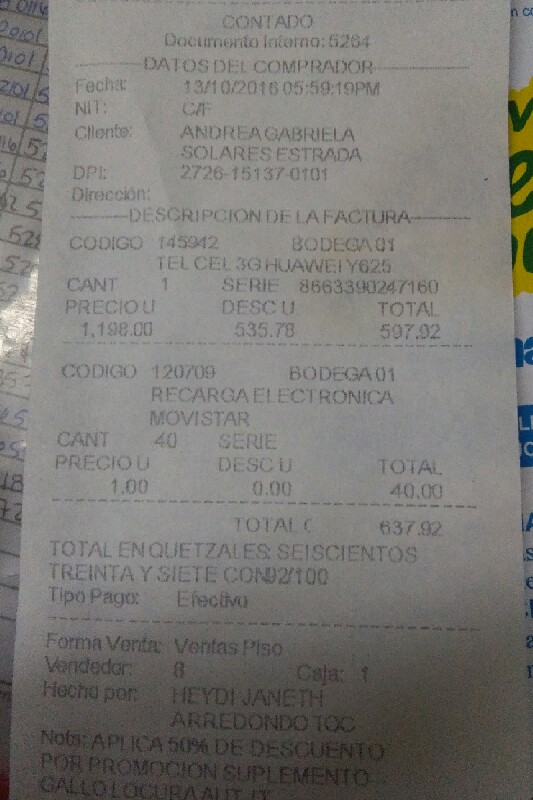 CONTADO
Documento Interno: 5264
DATOS DEL COMPRADOR
Fecha: 13/10/2016 05:59:19PM
NIT: C/F
Cliente: ANDREA GABRIELA
SOLARES ESTRADA
DPI: 2726-15137-0101
Dirección:
DESCRIPCION DE LA FACTURA
CODIGO 145942 BODEGA 01
TEL CEL 3G HUAWEI Y625
CANT 1 SERIE 8663390247160
PRECIO U DESC U TOTAL
1,198.00 535.78 597.92
CODIGO 120709 BODEGA 01
RECARGA ELECTRONICA
MOVISTAR
CANT 40 SERIE
PRECIO U DESC U TOTAL
1.00 0.00 40.00
TOTAL 637.92
TOTAL EN QUETZALES: SEISCIENTOS
TREINTA Y SIETE CON92/100
Tipo Pago: Efectivo
Forma Venta: Ventas Piso
Vendedor: 8 Caja: 1
Hecho por: HEYDI JANETH
ARREDONDO TOC
Nota: APLICA 50% DE DESCUENTO
POR PROMOCION SUPLEMENTO
GALLO LOCURA AUT.